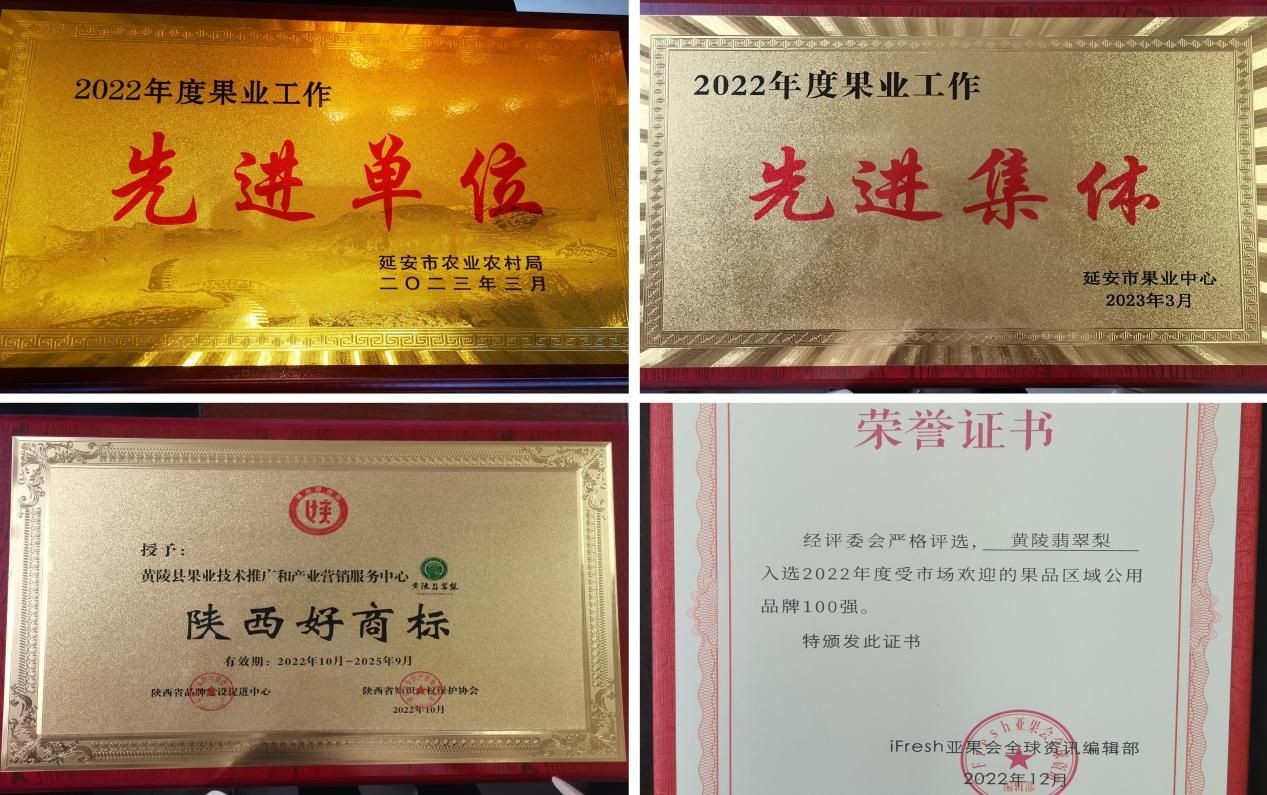 2022年度果业工作
先进单位
延安市农业农村局
二〇二三年三月
2022年度果业工作
先进集体
延安市果业中心
2023年3月
陕
授予：
黄陵县果业技术推广和产业营销服务中心
黄陵翡翠梨
陕西好商标
有效期：2022年10月-2025年9月
陕西省品牌建设促进中心
陕西省知识产权保护协会
2022年10月
荣誉证书
经评委会严格评选，黄陵翡翠梨
入选2022年度受市场欢迎的果品区域公用
品牌100强。
特颁发此证书
iFresh亚果会全球资讯编辑部
2022年12月